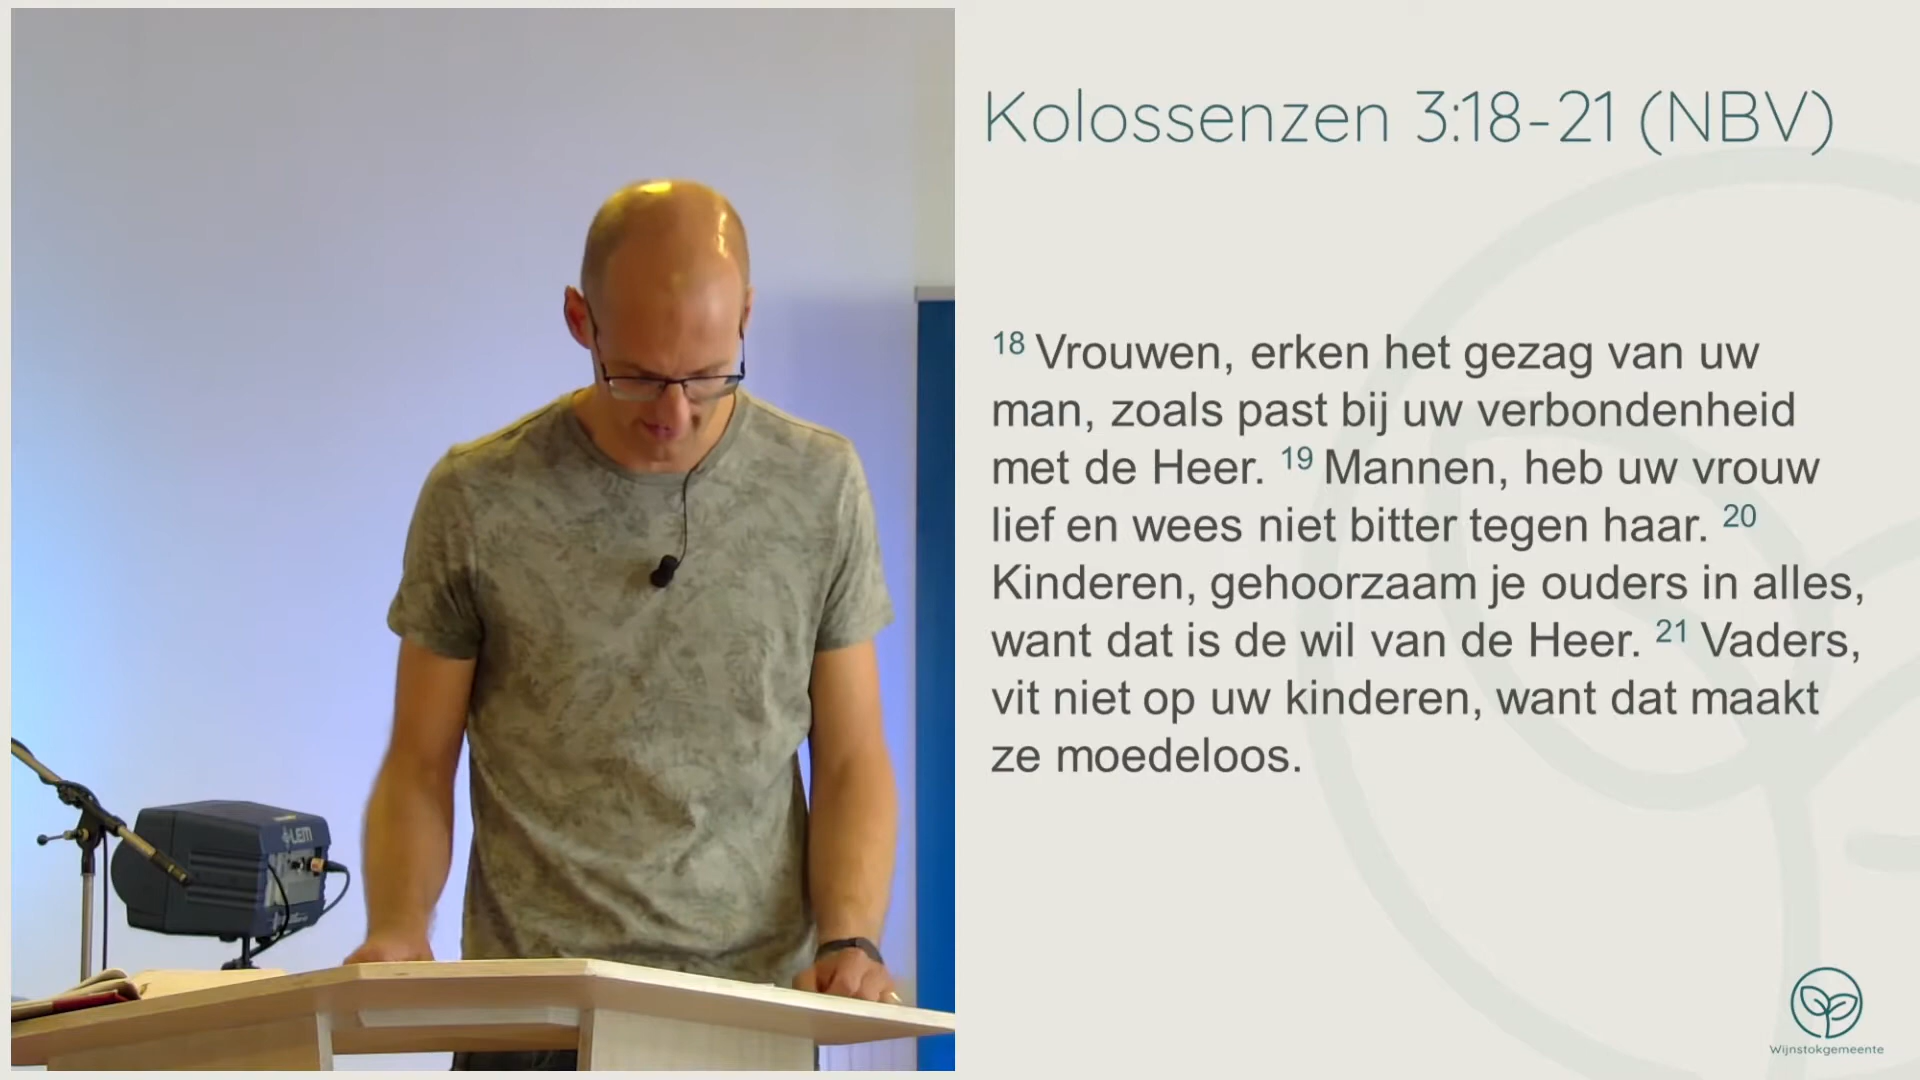 Kolossenzen 3:18-21 (NBV)
18 Vrouwen, erken het gezag van uw
man, zoals past bij uw verbondenheid
met de Heer. 19 Mannen, heb uw vrouw
lief en wees niet bitter tegen haar. 20
Kinderen, gehoorzaam je ouders in alles,
want dat is de wil van de Heer. 21 Vaders,
vit niet op uw kinderen, want dat maakt
ze moedeloos.
LEM
Wijnstokgemeente